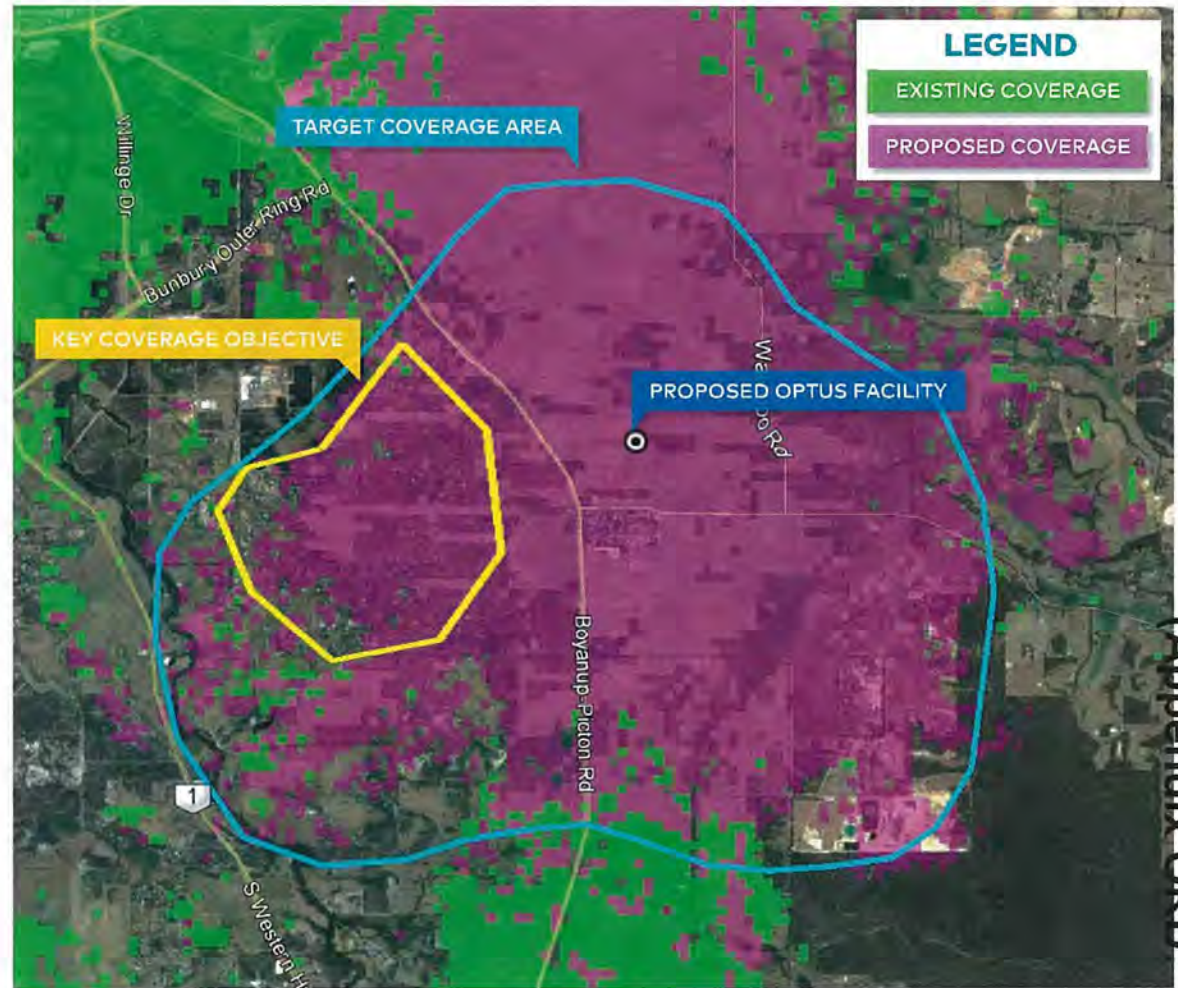 LEGEND
EXISTING COVERAGE
PROPOSED COVERAGE
TARGET COVERAGE AREA
Willinge Dr
Bunbury Outer Ring Rd
KEY COVERAGE OBJECTIVE
PROPOSED OPTUS FACILITY
Boyanup-Picton Rd
1
S Western H